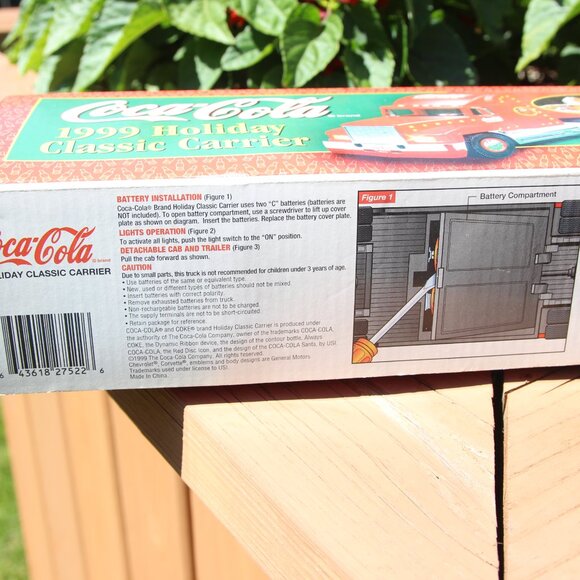 Coca-Cola brand
1999 Holiday
Classic Carrier
Coca-Cola brand
HOLIDAY CLASSIC CARRIER
6 43618 27522 6
BATTERY INSTALLATION (Figure 1)
Coca-Cola® Brand Holiday Classic Carrier uses two "C" batteries (batteries are
NOT included). To open battery compartment, use a screwdriver to lift up cover
plate as shown on diagram. Insert the batteries. Replace the battery cover plate.
LIGHTS OPERATION (Figure 2)
To activate all lights, push the light switch to the "ON" position.
DETACHABLE CAB AND TRAILER (Figure 3)
Pull the cab forward as shown.
CAUTION
Due to small parts, this truck is not recommended for children under 3 years of age.
• Use batteries of the same or equivalent type.
• New, used or different types of batteries should not be mixed.
• Insert batteries with correct polarity.
• Remove exhausted batteries from truck.
• Non-rechargeable batteries are not to be charged.
• The supply terminals are not to be short-circuited.
• Retain package for reference.
COCA-COLA® and COKE® brand Holiday Classic Carrier is produced under
the authority of The Coca-Cola Company, owner of the trademarks COCA-COLA,
COKE, the Dynamic Ribbon device, the design of the contour bottle, Always
COCA-COLA, the Red Disc Icon, and the design of the COCA-COLA Santa, by USI.
©1999 The Coca-Cola Company. All rights reserved.
Chevrolet®, Corvette®, emblems and body designs are General Motors
Trademarks used under license to USI.
Made In China.
Figure 1
Battery Compartment